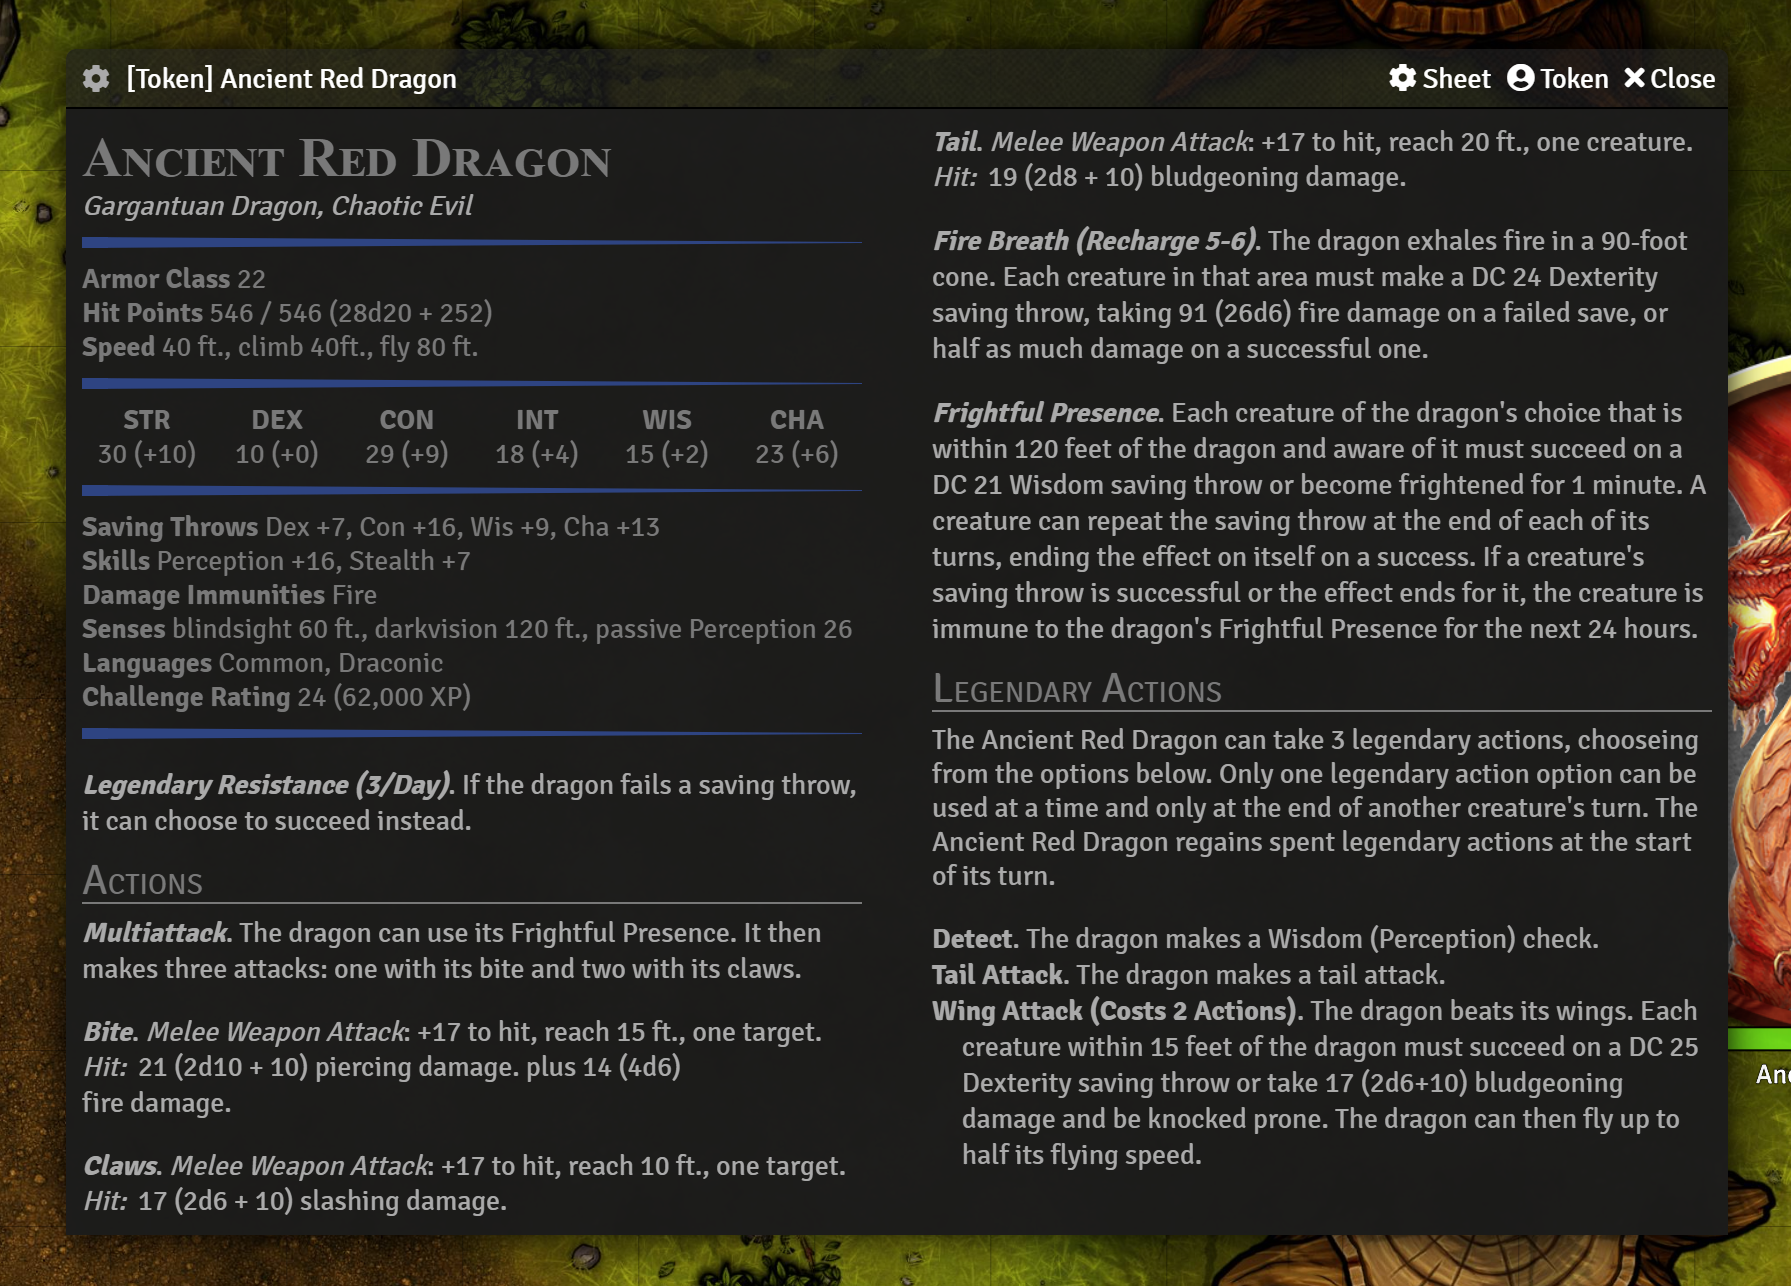 [Token] Ancient Red Dragon
Sheet Token Close
Ancient Red Dragon
Gargantuan Dragon, Chaotic Evil
Armor Class 22
Hit Points 546 / 546 (28d20 + 252)
Speed 40 ft., climb 40ft., fly 80 ft.
STR DEX CON INT WIS CHA
30 (+10) 10 (+0) 29 (+9) 18 (+4) 15 (+2) 23 (+6)
Saving Throws Dex +7, Con +16, Wis +9, Cha +13
Skills Perception +16, Stealth +7
Damage Immunities Fire
Senses blindsight 60 ft., darkvision 120 ft., passive Perception 26
Languages Common, Draconic
Challenge Rating 24 (62,000 XP)
Legendary Resistance (3/Day). If the dragon fails a saving throw,
it can choose to succeed instead.
Actions
Multiattack. The dragon can use its Frightful Presence. It then
makes three attacks: one with its bite and two with its claws.
Bite. Melee Weapon Attack: +17 to hit, reach 15 ft., one target.
Hit: 21 (2d10 + 10) piercing damage. plus 14 (4d6)
fire damage.
Claws. Melee Weapon Attack: +17 to hit, reach 10 ft., one target.
Hit: 17 (2d6 + 10) slashing damage.
Tail. Melee Weapon Attack: +17 to hit, reach 20 ft., one creature.
Hit: 19 (2d8 + 10) bludgeoning damage.
Fire Breath (Recharge 5-6). The dragon exhales fire in a 90-foot
cone. Each creature in that area must make a DC 24 Dexterity
saving throw, taking 91 (26d6) fire damage on a failed save, or
half as much damage on a successful one.
Frightful Presence. Each creature of the dragon's choice that is
within 120 feet of the dragon and aware of it must succeed on a
DC 21 Wisdom saving throw or become frightened for 1 minute. A
creature can repeat the saving throw at the end of each of its
turns, ending the effect on itself on a success. If a creature's
saving throw is successful or the effect ends for it, the creature is
immune to the dragon's Frightful Presence for the next 24 hours.
Legendary Actions
The Ancient Red Dragon can take 3 legendary actions, chooseing
from the options below. Only one legendary action option can be
used at a time and only at the end of another creature's turn. The
Ancient Red Dragon regains spent legendary actions at the start
of its turn.
Detect. The dragon makes a Wisdom (Perception) check.
Tail Attack. The dragon makes a tail attack.
Wing Attack (Costs 2 Actions). The dragon beats its wings. Each
creature within 15 feet of the dragon must succeed on a DC 25
Dexterity saving throw or take 17 (2d6+10) bludgeoning
damage and be knocked prone. The dragon can then fly up to
half its flying speed.